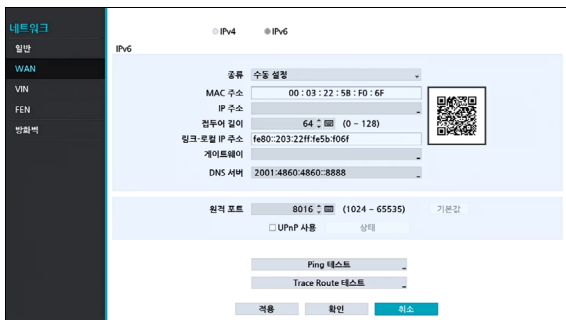 네트워크
일반
WAN
VIN
FEN
방화벽
IPv4 IPv6
IPv6
종류 수동 설정
MAC 주소 00 : 03 : 22 : 5B : F0 : 6F
IP 주소
접두어 길이 64 (0 – 128)
링크-로컬 IP 주소 fe80::203:22ff:fe5b:f06f
게이트웨이
DNS 서버 2001:4860:4860::8888
원격 포트 8016 (1024 – 65535) 기본값
UPnP 사용 상태
Ping 테스트
Trace Route 테스트
적용 확인 취소